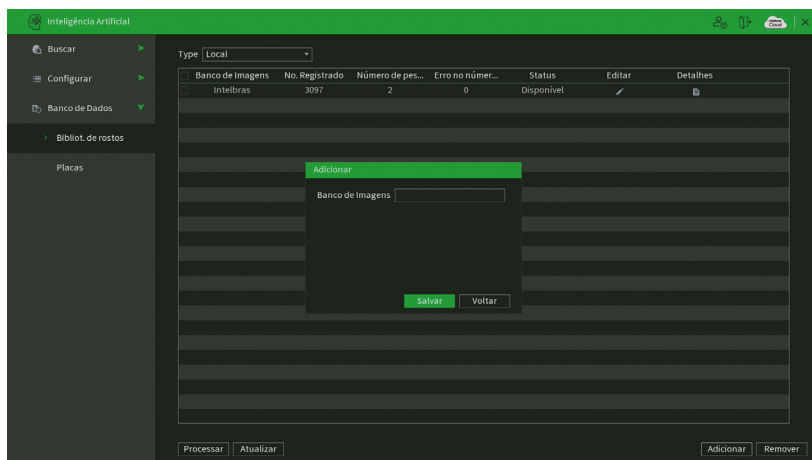 Inteligência Artificial
Buscar
Configurar
Banco de Dados
Bibliot. de rostos
Placas
Type Local
Banco de Imagens No. Registrado Número de pes... Erro no númer... Status Editar Detalhes
Intelbras 3097 2 0 Disponível
Adicionar
Banco de Imagens
Salvar Voltar
Processar Atualizar Adicionar Remover